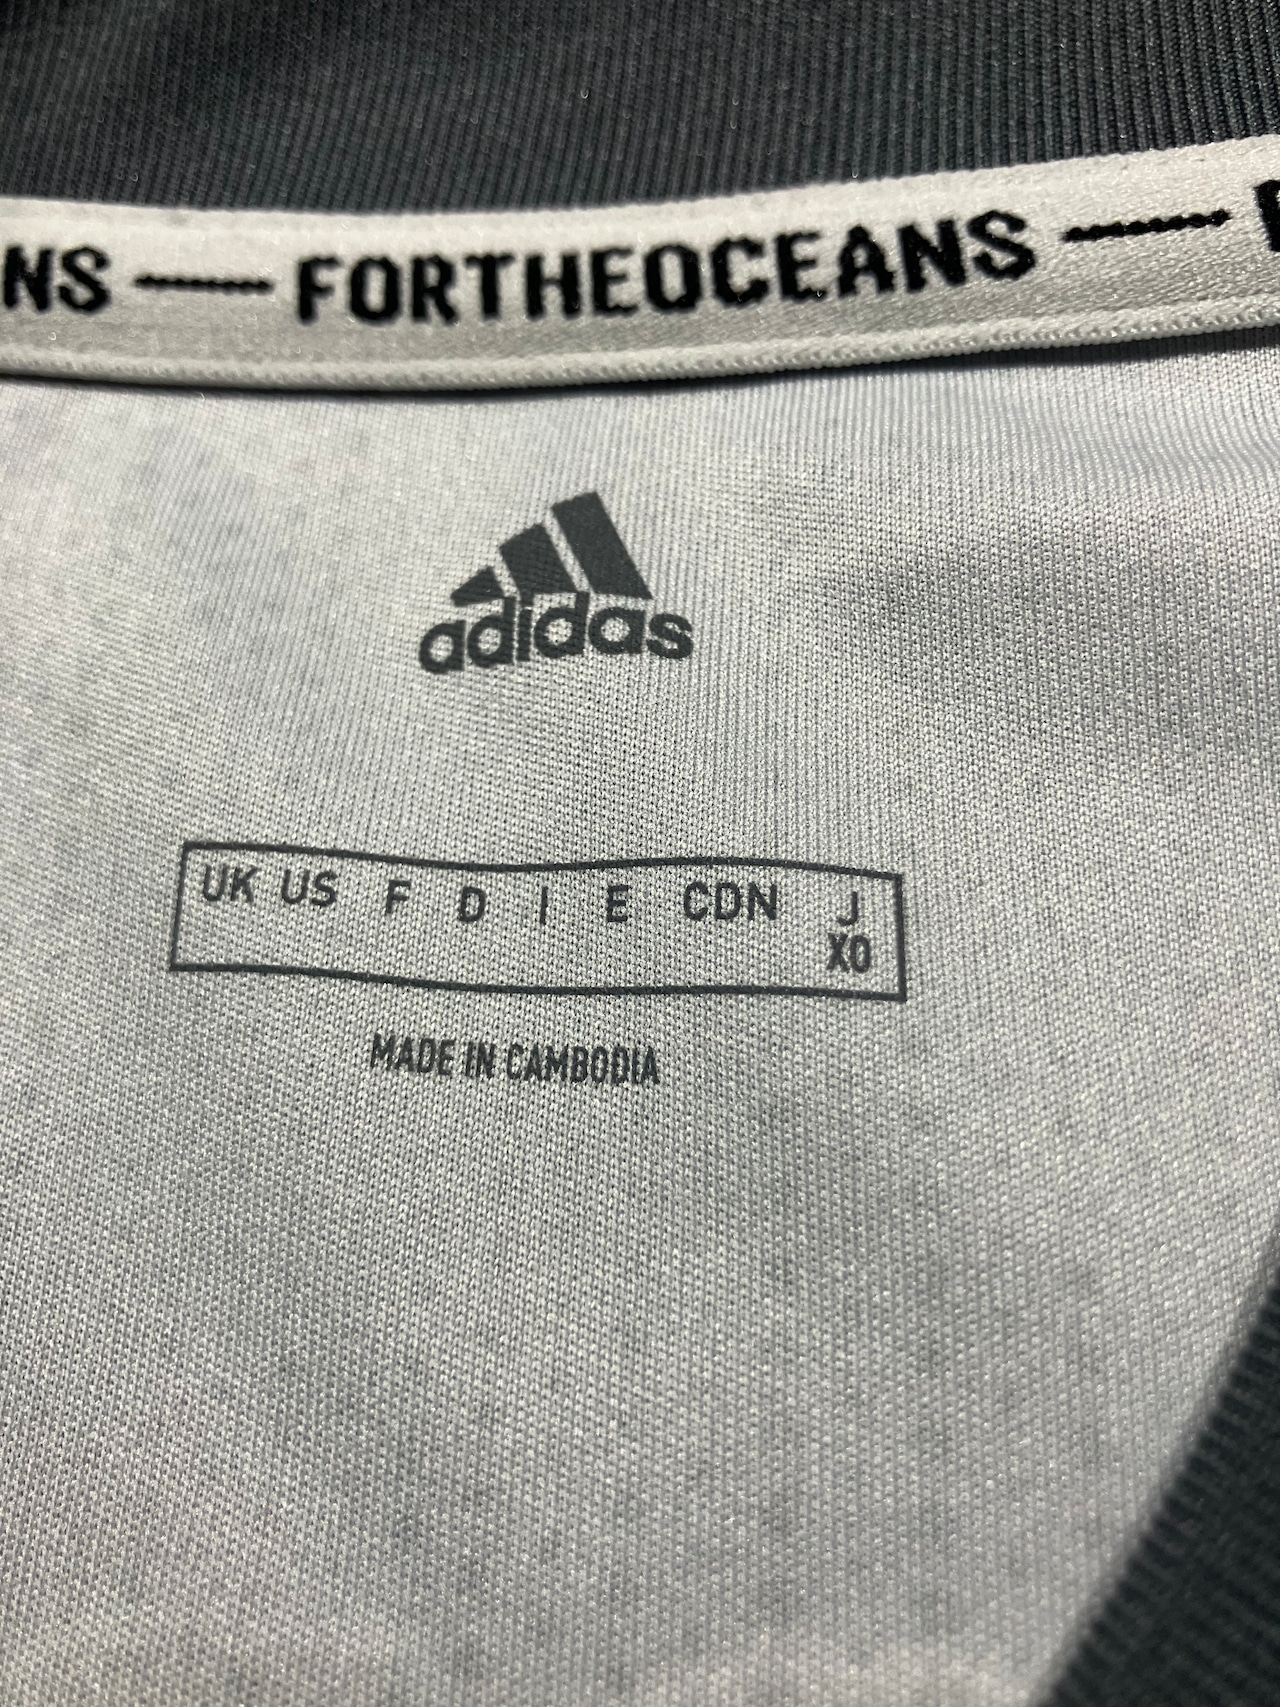 NS — FORTHEOCEANS —
adidas
UK US F D I E CDN J
XO
MADE IN CAMBODIA